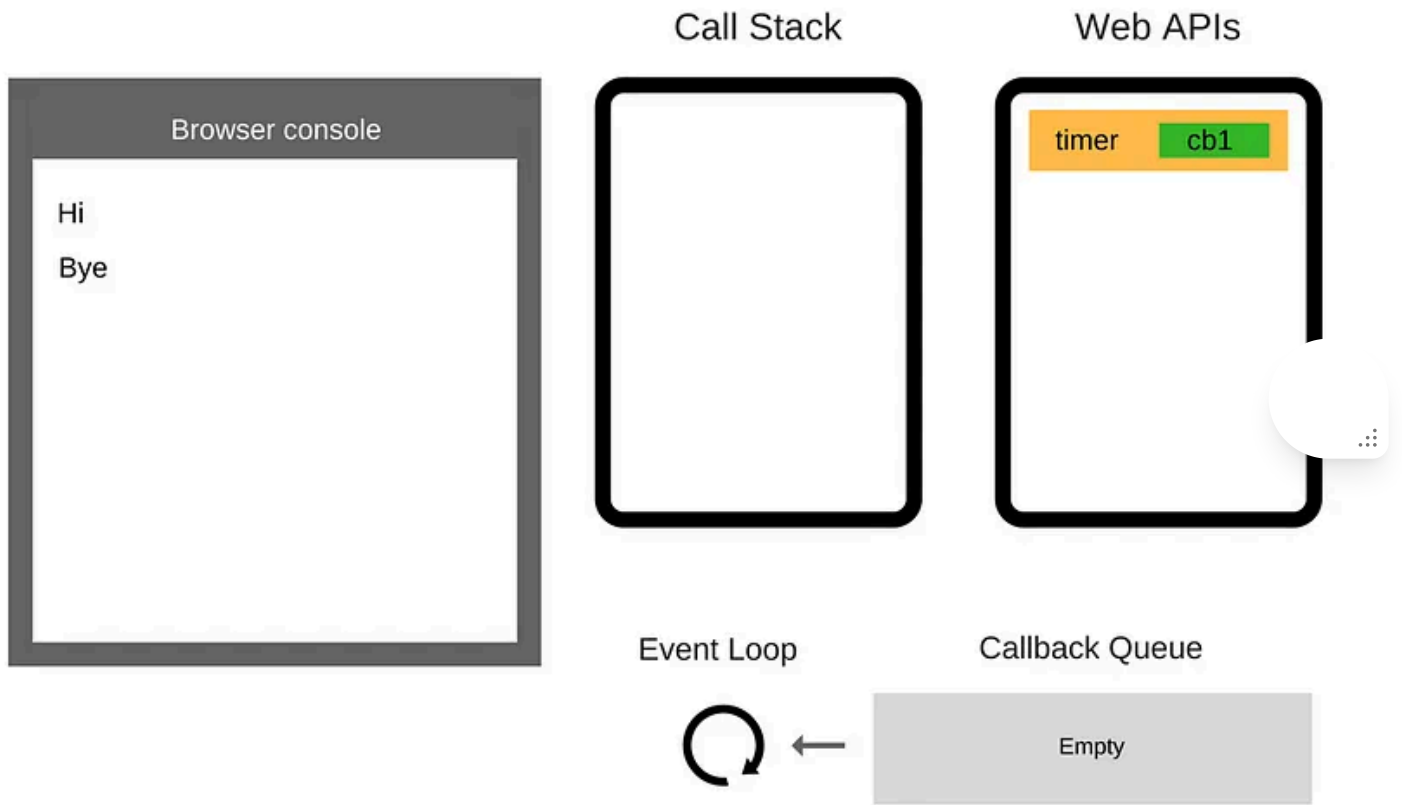 Call Stack
Web APIs
Browser console
timer
cb1
Hi
Bye
Event Loop
Callback Queue
Empty